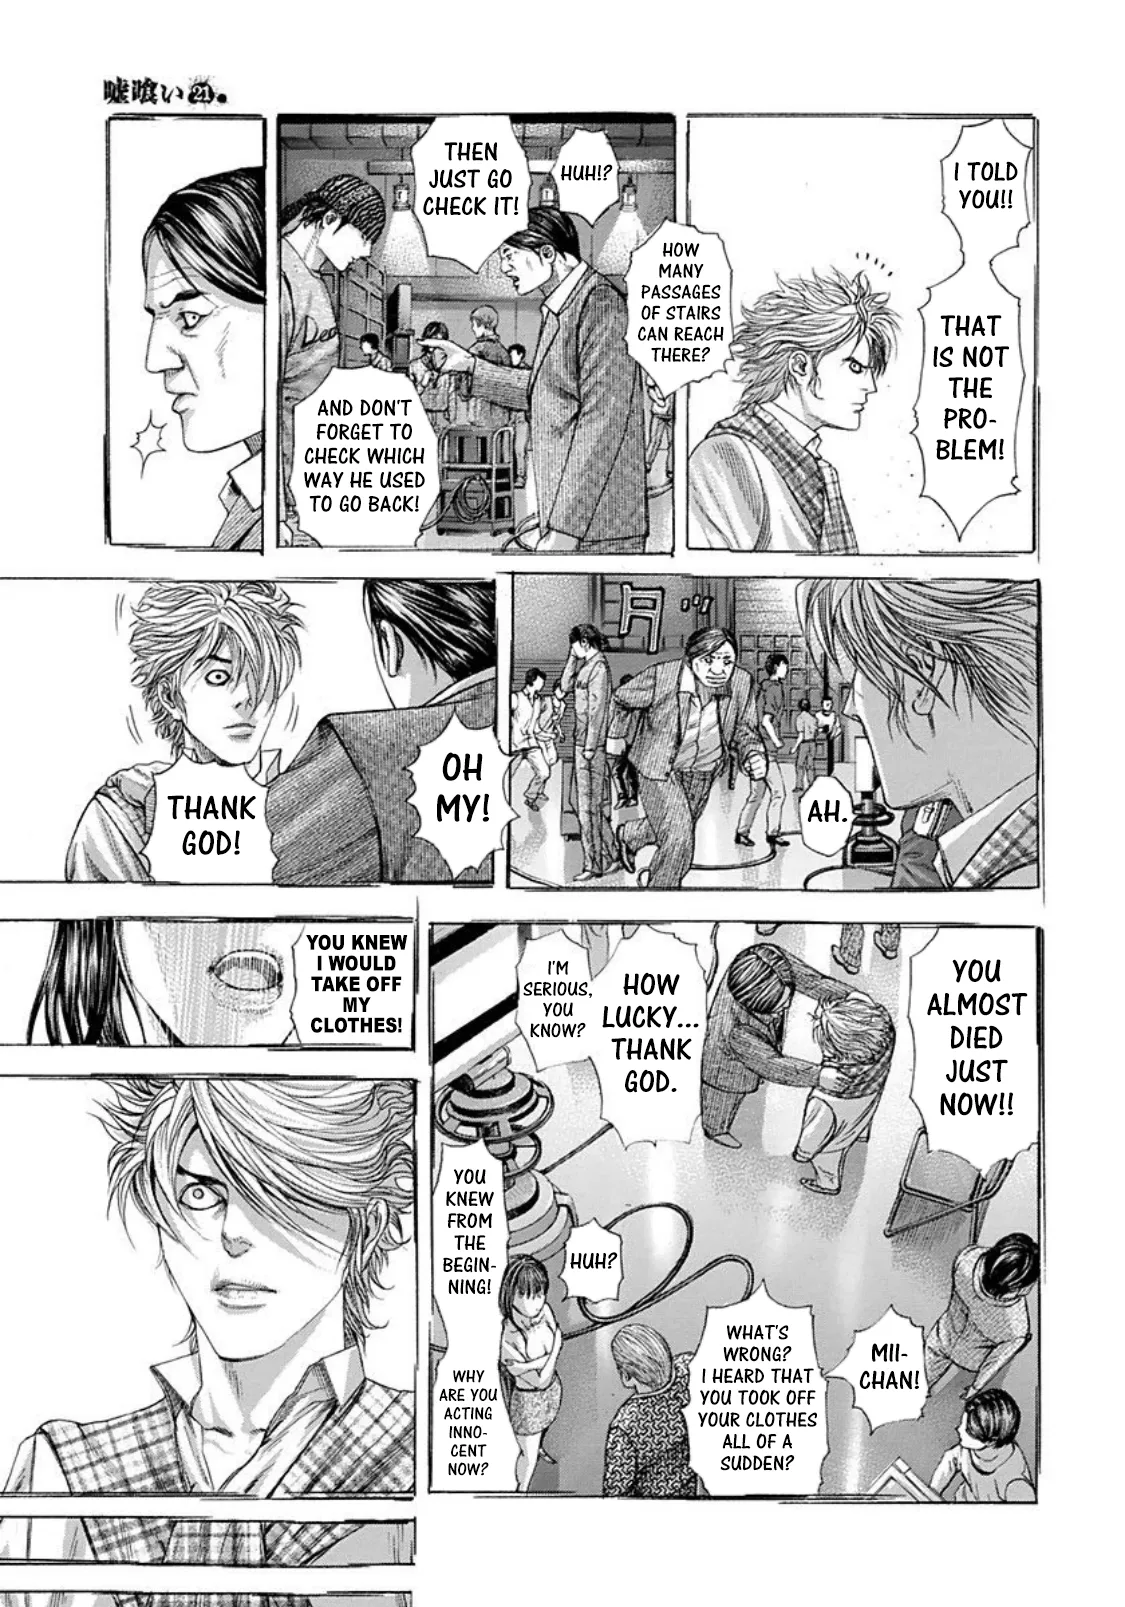 嘘喰い 24
I TOLD
YOU!!
THAT
IS NOT
THE
PRO-
BLEM!
HOW
MANY
PASSAGES
OF STAIRS
CAN REACH
THERE?
HUH!?
THEN
JUST GO
CHECK IT!
AND DON'T
FORGET TO
CHECK WHICH
WAY HE USED
TO GO BACK!
De
AH.
OH
MY!
THANK
GOD!
YOU
ALMOST
DIED
JUST
NOW!!
HOW
LUCKY...
THANK
GOD.
I'M
SERIOUS,
YOU
KNOW?
MII-
CHAN!
WHAT'S
WRONG?
I HEARD THAT
YOU TOOK OFF
YOUR CLOTHES
ALL OF A
SUDDEN?
HUH?
YOU
KNEW
FROM
THE
BEGIN-
NING!
WHY
ARE YOU
ACTING
INNO-
CENT
NOW?
YOU KNEW
I WOULD
TAKE OFF
MY
CLOTHES!